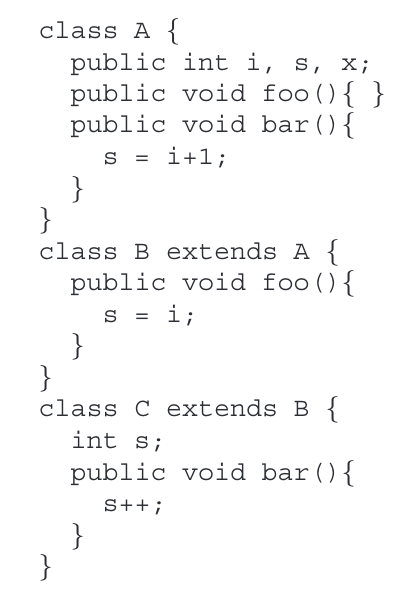 class A {
  public int i, s, x;
  public void foo(){ }
  public void bar(){
    s = i+1;
  }
}
class B extends A {
  public void foo(){
    s = i;
  }
}
class C extends B {
  int s;
  public void bar(){
    s++;
  }
}